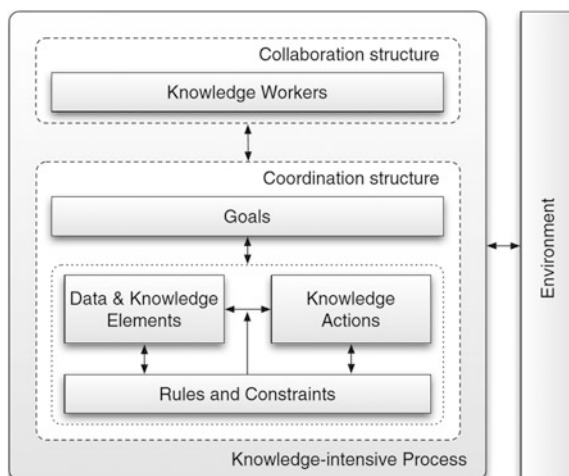 Collaboration structure
Knowledge Workers
Coordination structure
Goals
Data & Knowledge
Elements
Knowledge
Actions
Rules and Constraints
Knowledge-intensive Process
Environment